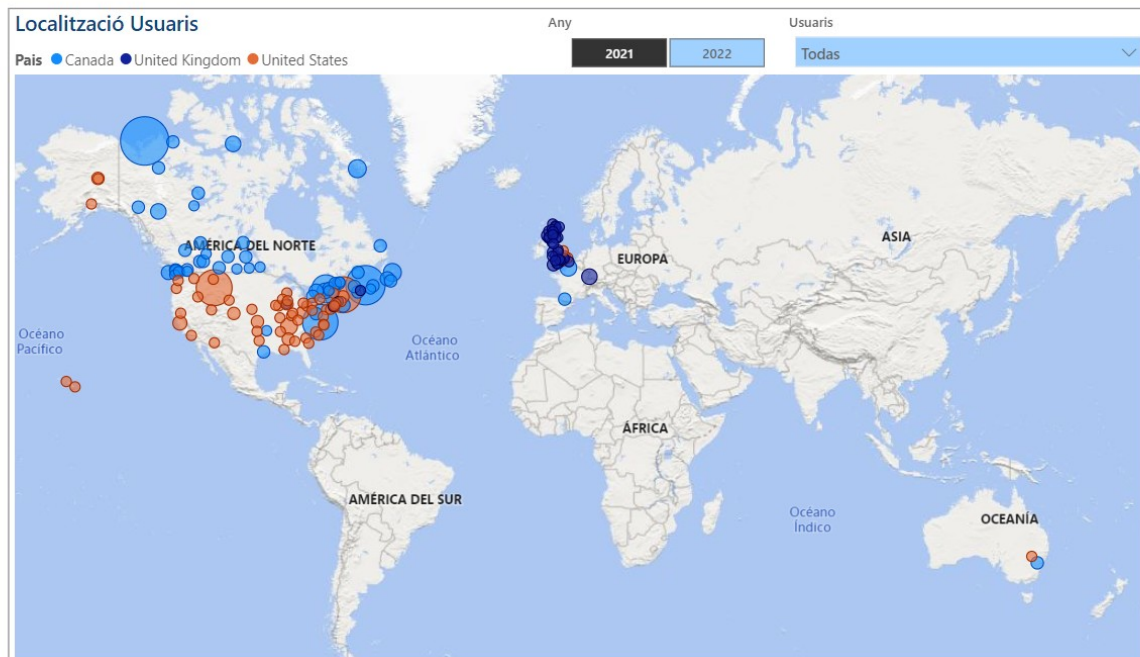 Localització Usuaris
Any
Usuaris
Pais Canada United Kingdom United States
2021
2022
Todas
AMÉRICA DEL NORTE
ASIA
EUROPA
Océano
Pacífico
Océano
Atlántico
ÁFRICA
AMÉRICA DEL SUR
Océano
Índico
OCEANÍA